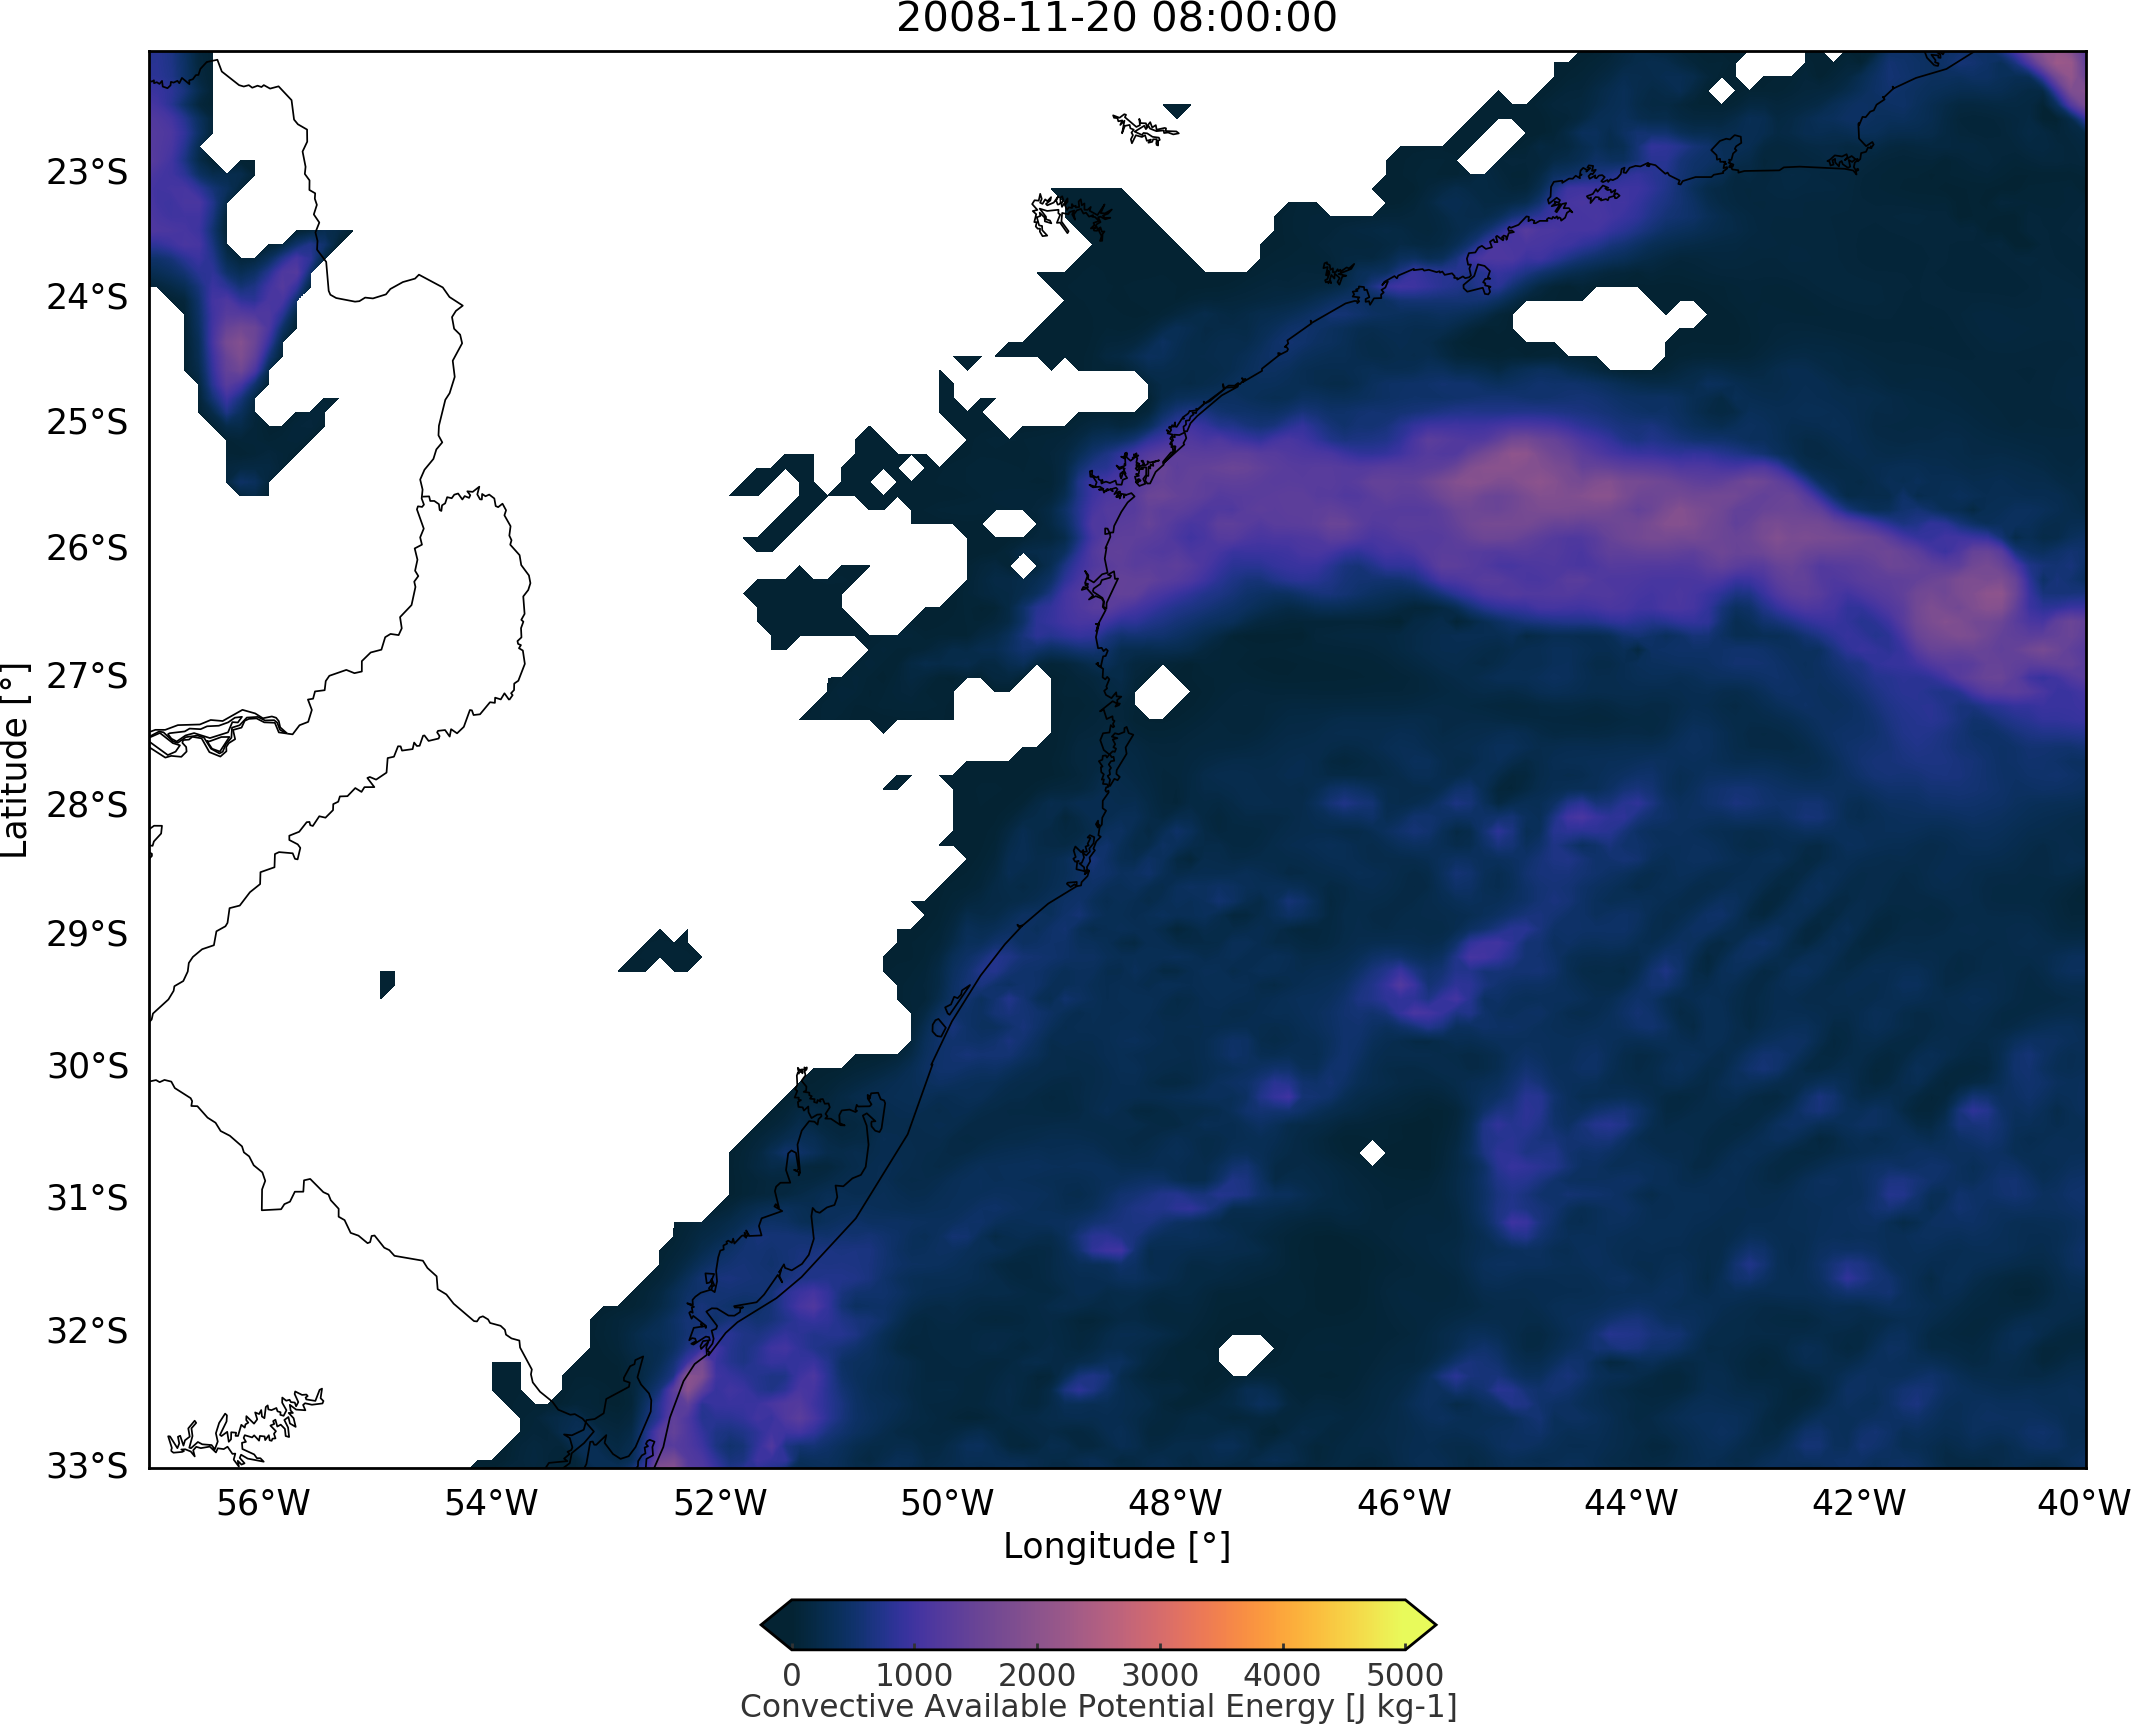 2008-11-20 08:00:00
23°S
24°S
25°S
26°S
27°S
28°S
29°S
30°S
31°S
32°S
33°S
Latitude [°]
56°W 54°W 52°W 50°W 48°W 46°W 44°W 42°W 40°W
Longitude [°]
0 1000 2000 3000 4000 5000
Convective Available Potential Energy [J kg-1]